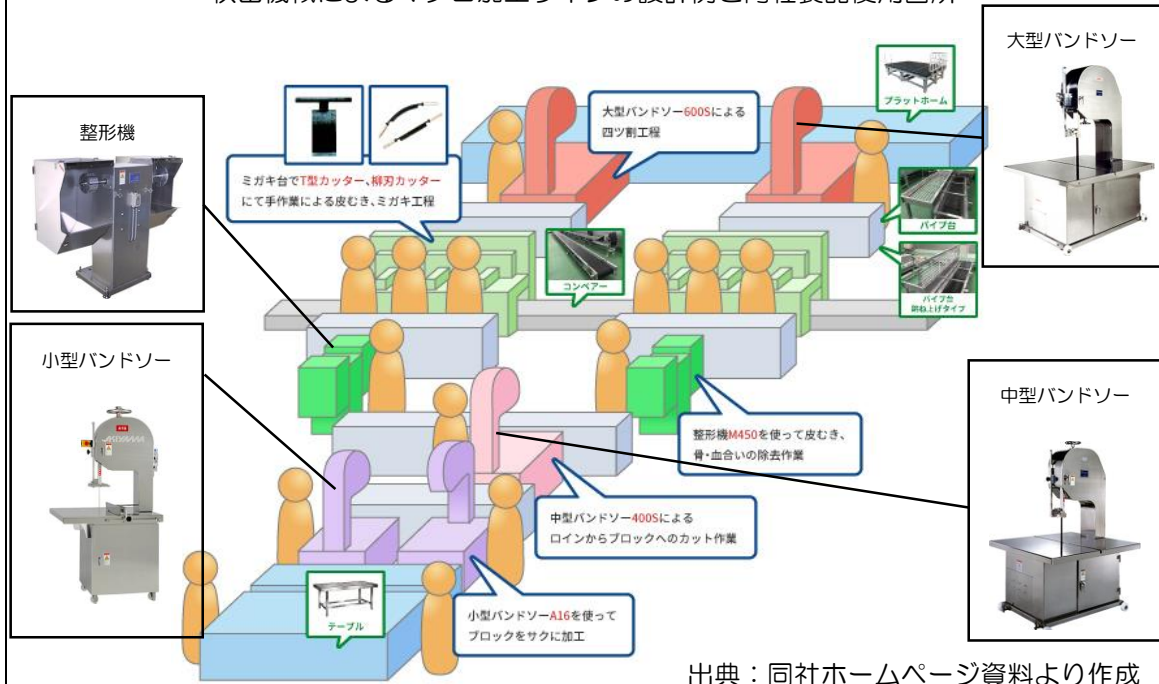 大型バンドソー
プラットホーム
整形機
大型バンドソー600Sによる
四ツ割工程
ミガキ台でT型カッター、柳刃カッター
にて手作業による皮むき、ミガキ工程
パイプ台
コンベアー
パイプ台
跳ね上げタイプ
小型バンドソー
中型バンドソー
整形機M450を使って皮むき、
骨・血合いの除去作業
中型バンドソー400Sによる
ロインからブロックへのカット作業
小型バンドソーA16を使って
ブロックをサクに加工
テーブル
出典：同社ホームページ資料より作成